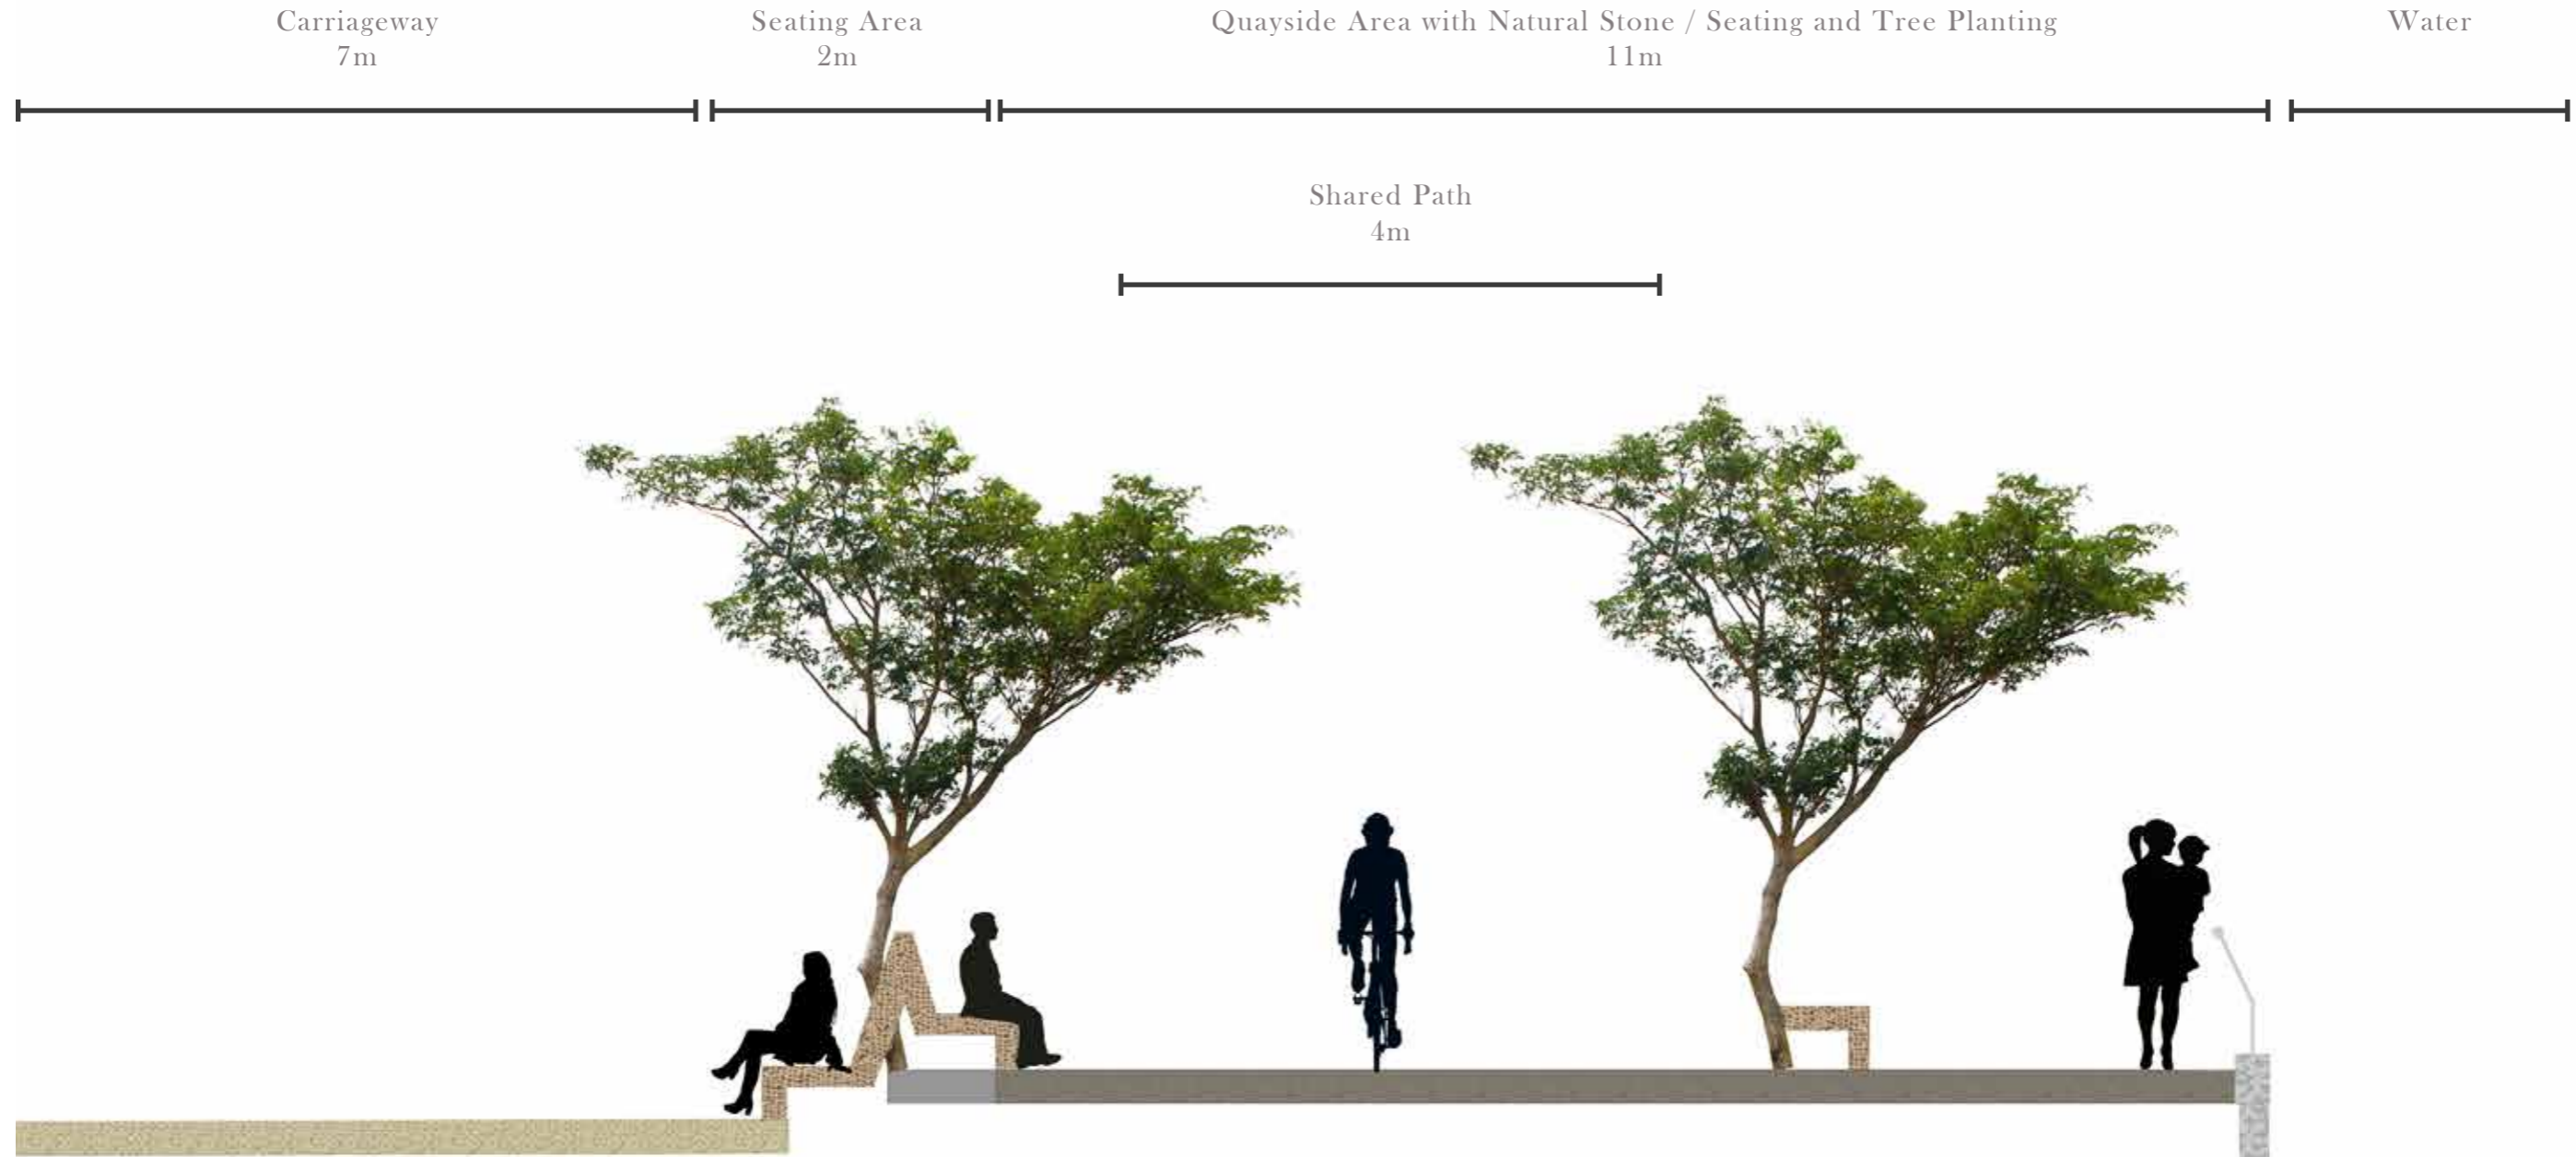 Carriageway
7m
Seating Area
2m
Quayside Area with Natural Stone / Seating and Tree Planting
11m
Water
Shared Path
4m